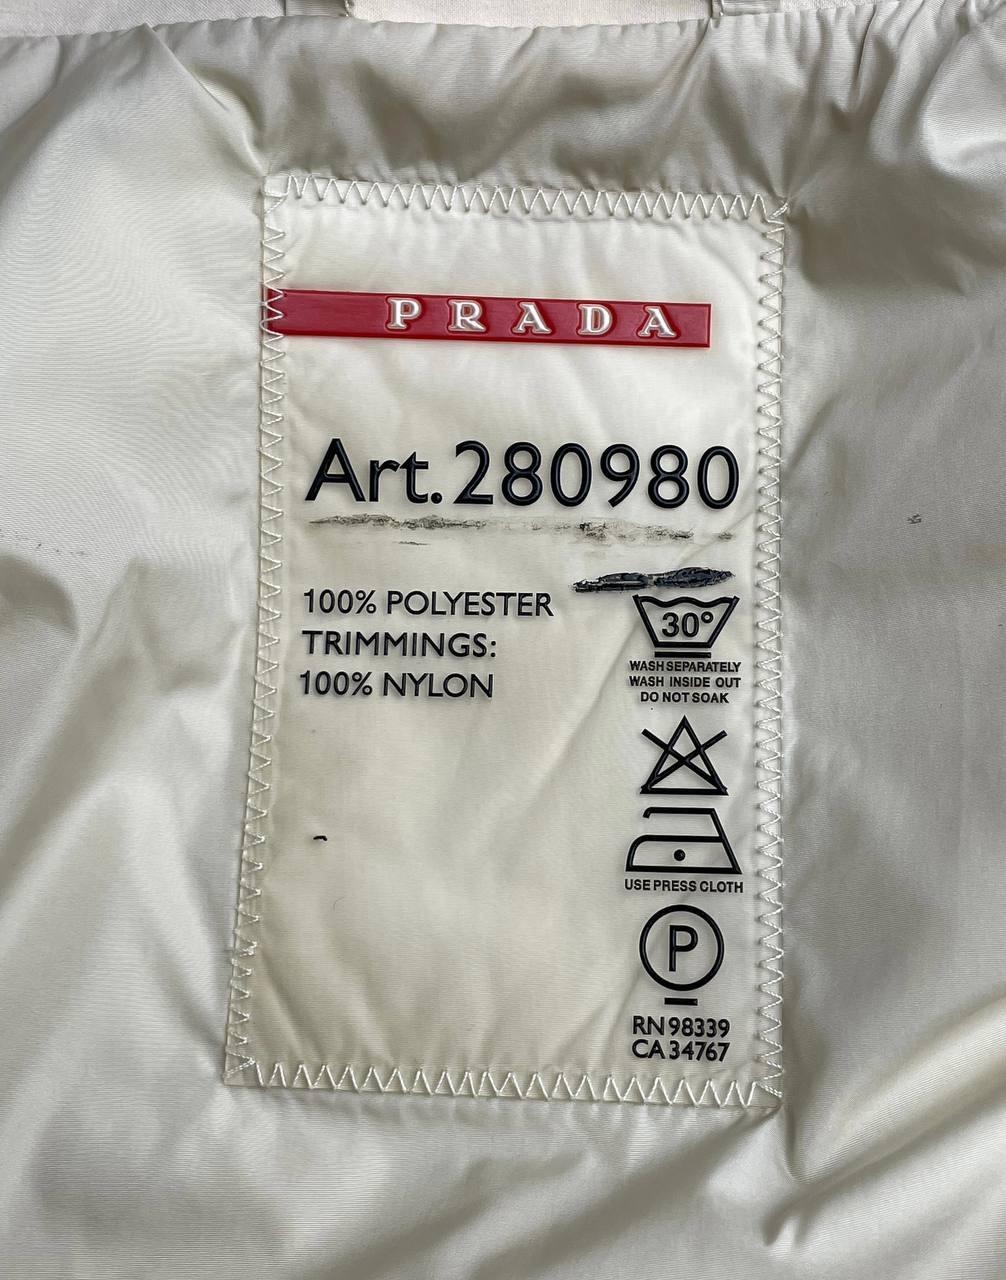 PRADA
Art. 280980
100% POLYESTER
TRIMMINGS:
100% NYLON
30°
WASH SEPARATELY
WASH INSIDE OUT
DO NOT SOAK
USE PRESS CLOTH
P
RN 98339
CA 34767